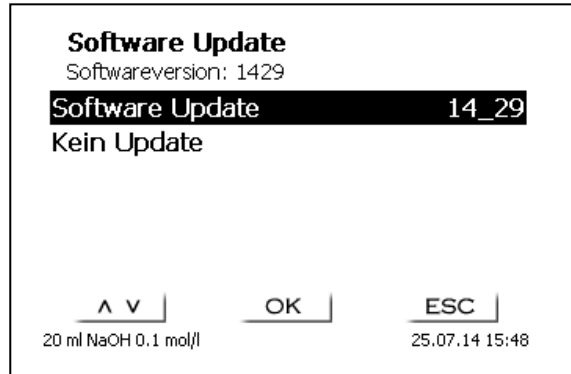 Software Update
Softwareversion: 1429
Software Update 14_29
Kein Update
∧ ∨ OK ESC
20 ml NaOH 0.1 mol/l 25.07.14 15:48